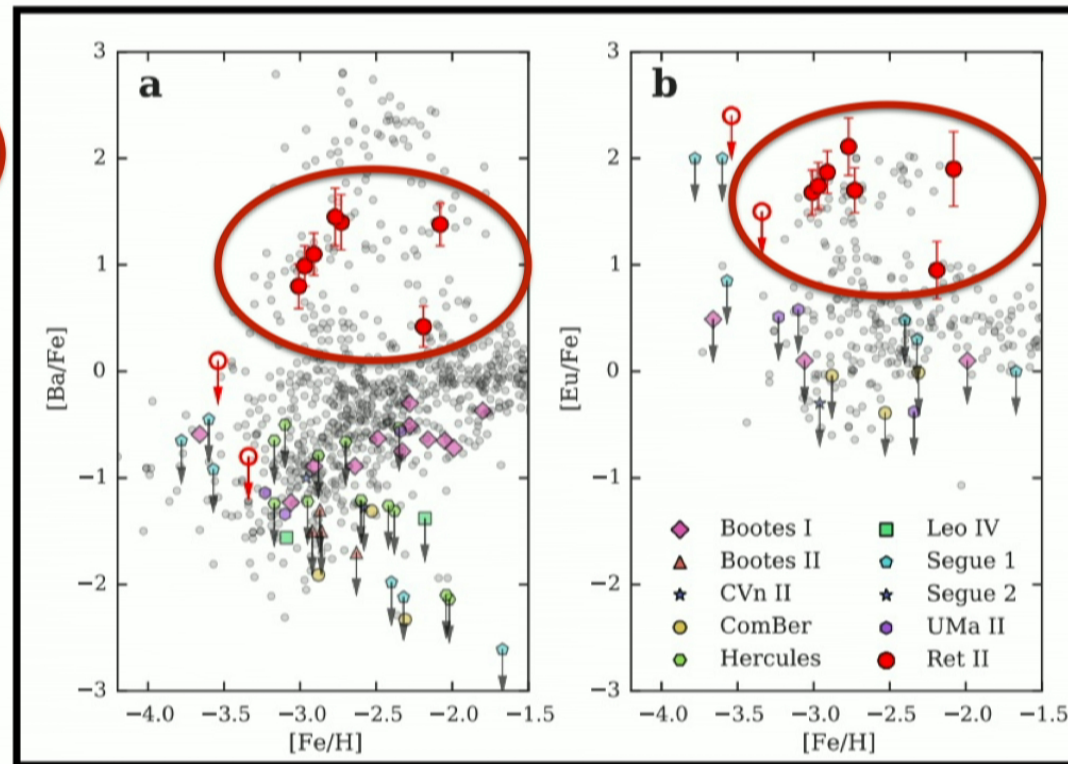 a
b
3
2
1
0
−1
−2
−3
[Ba/Fe]
−4.0 −3.5 −3.0 −2.5 −2.0 −1.5
[Fe/H]
3
2
1
0
−1
−2
−3
[Eu/Fe]
−4.0 −3.5 −3.0 −2.5 −2.0 −1.5
[Fe/H]
Bootes I
Bootes II
CVn II
ComBer
Hercules
Leo IV
Segue 1
Segue 2
UMa II
Ret II